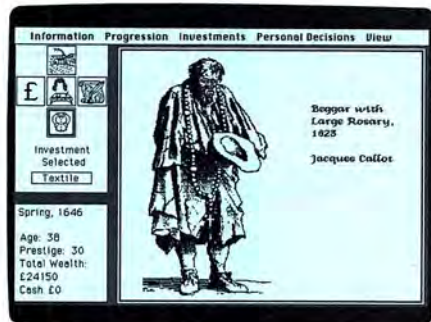 Information Progression Investments Personal Decisions View
£
Investment
Selected
Textile
Spring, 1646
Age: 38
Prestige: 30
Total Wealth:
£24150
Cash £0
Beggar with
Large Rosary,
1623
Jacques Callot